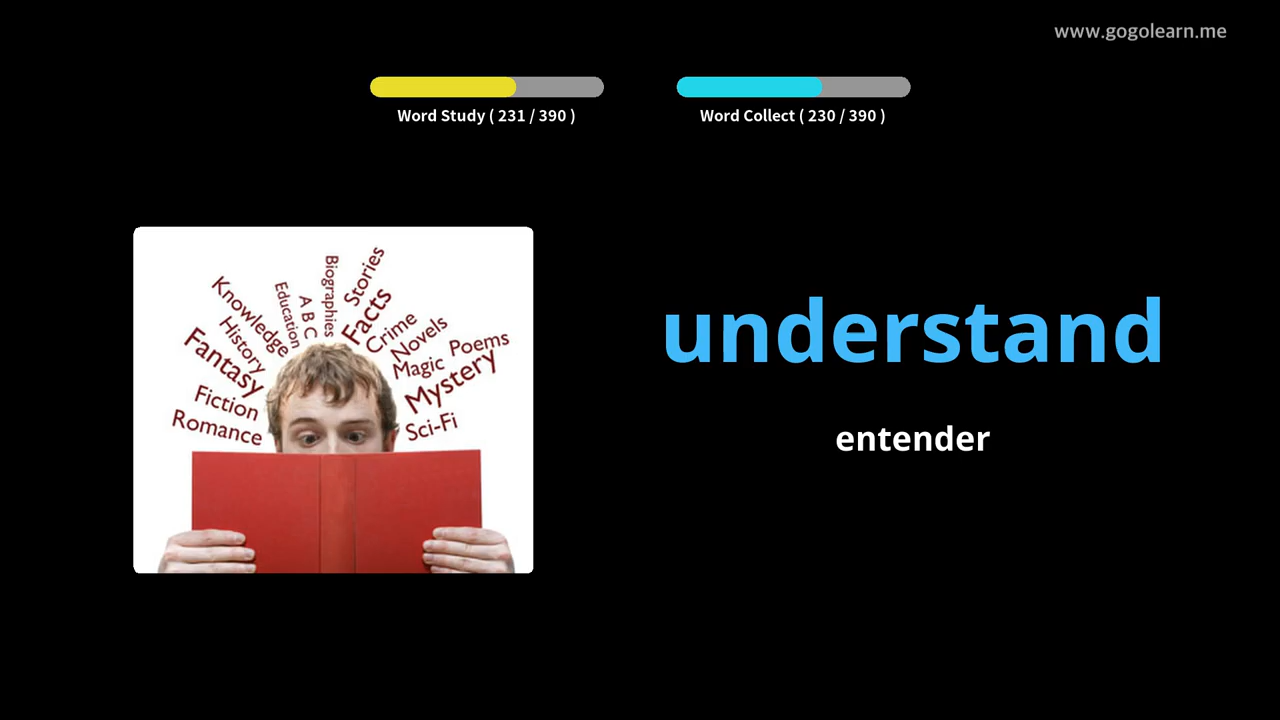 www.gogolearn.me
Word Study ( 231 / 390 )
Word Collect ( 230 / 390 )
Biographies
Stories
Education
A B C
Facts
Knowledge
Crime
History
Novels
Fantasy
Magic
Poems
Mystery
Fiction
Romance
Sci-Fi
understand
entender